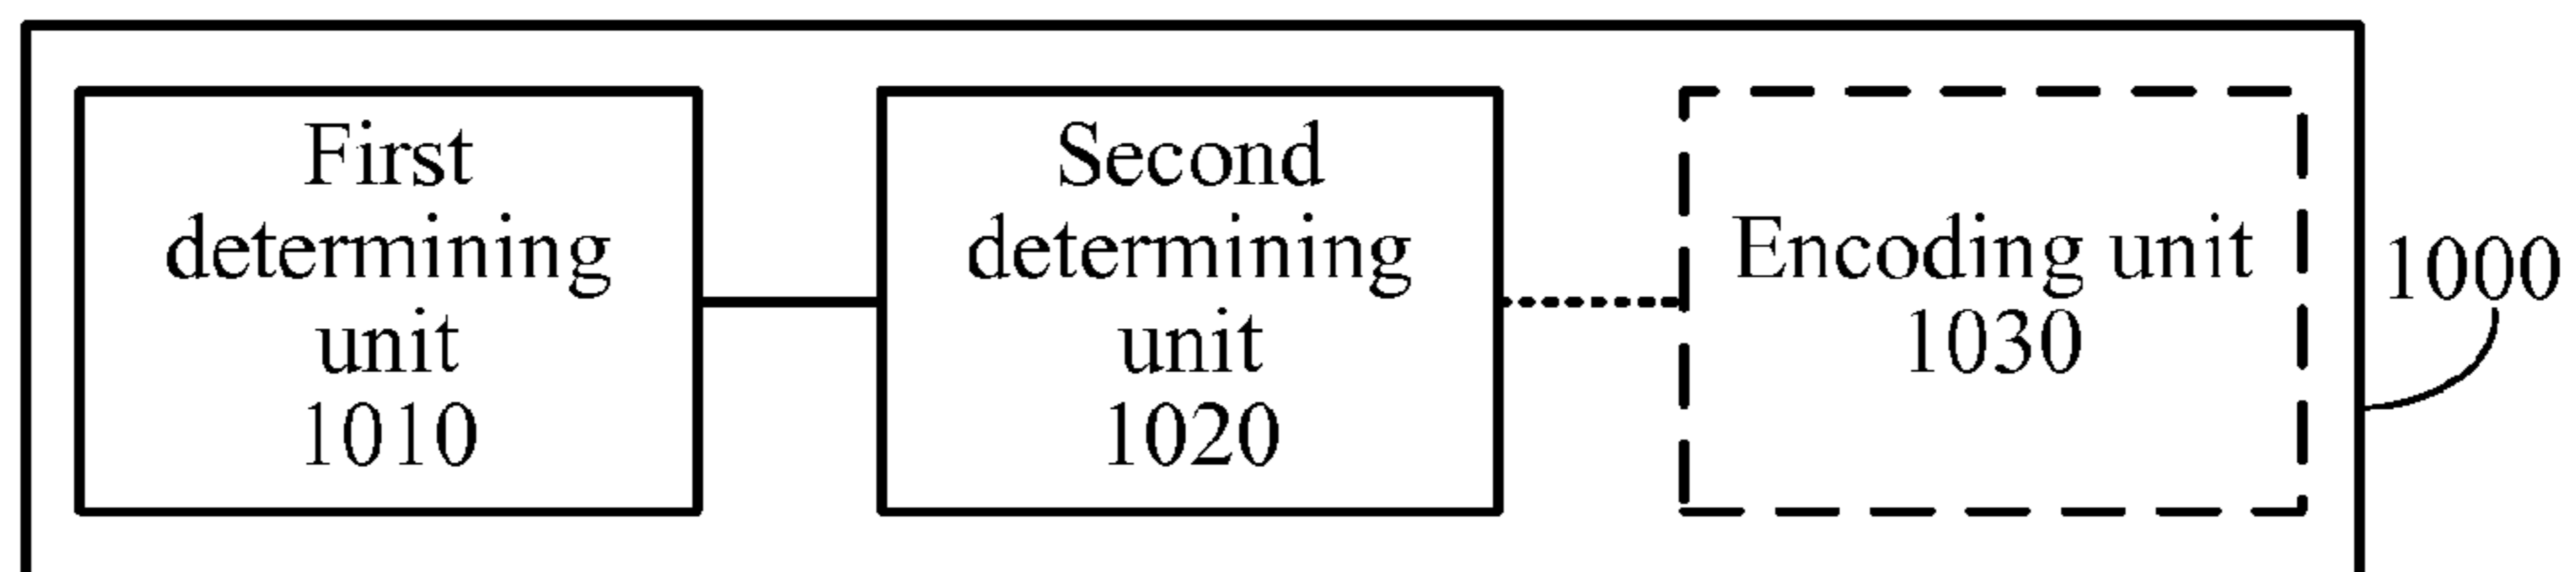 First
determining
unit
1010
Second
determining
unit
1020
Encoding unit
1030
1000